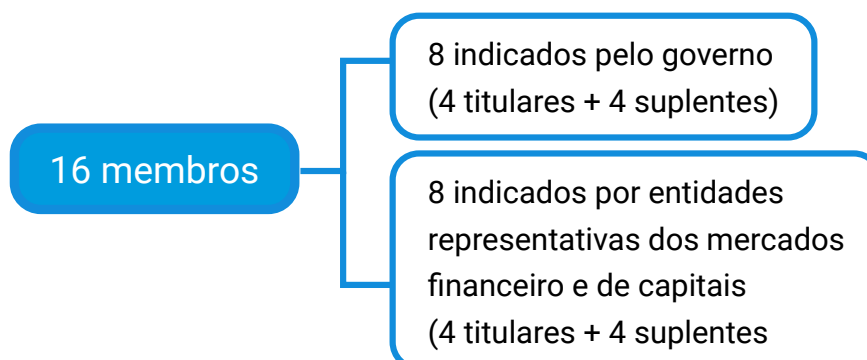 16 membros
8 indicados pelo governo
(4 titulares + 4 suplentes)
8 indicados por entidades
representativas dos mercados
financeiro e de capitais
(4 titulares + 4 suplentes